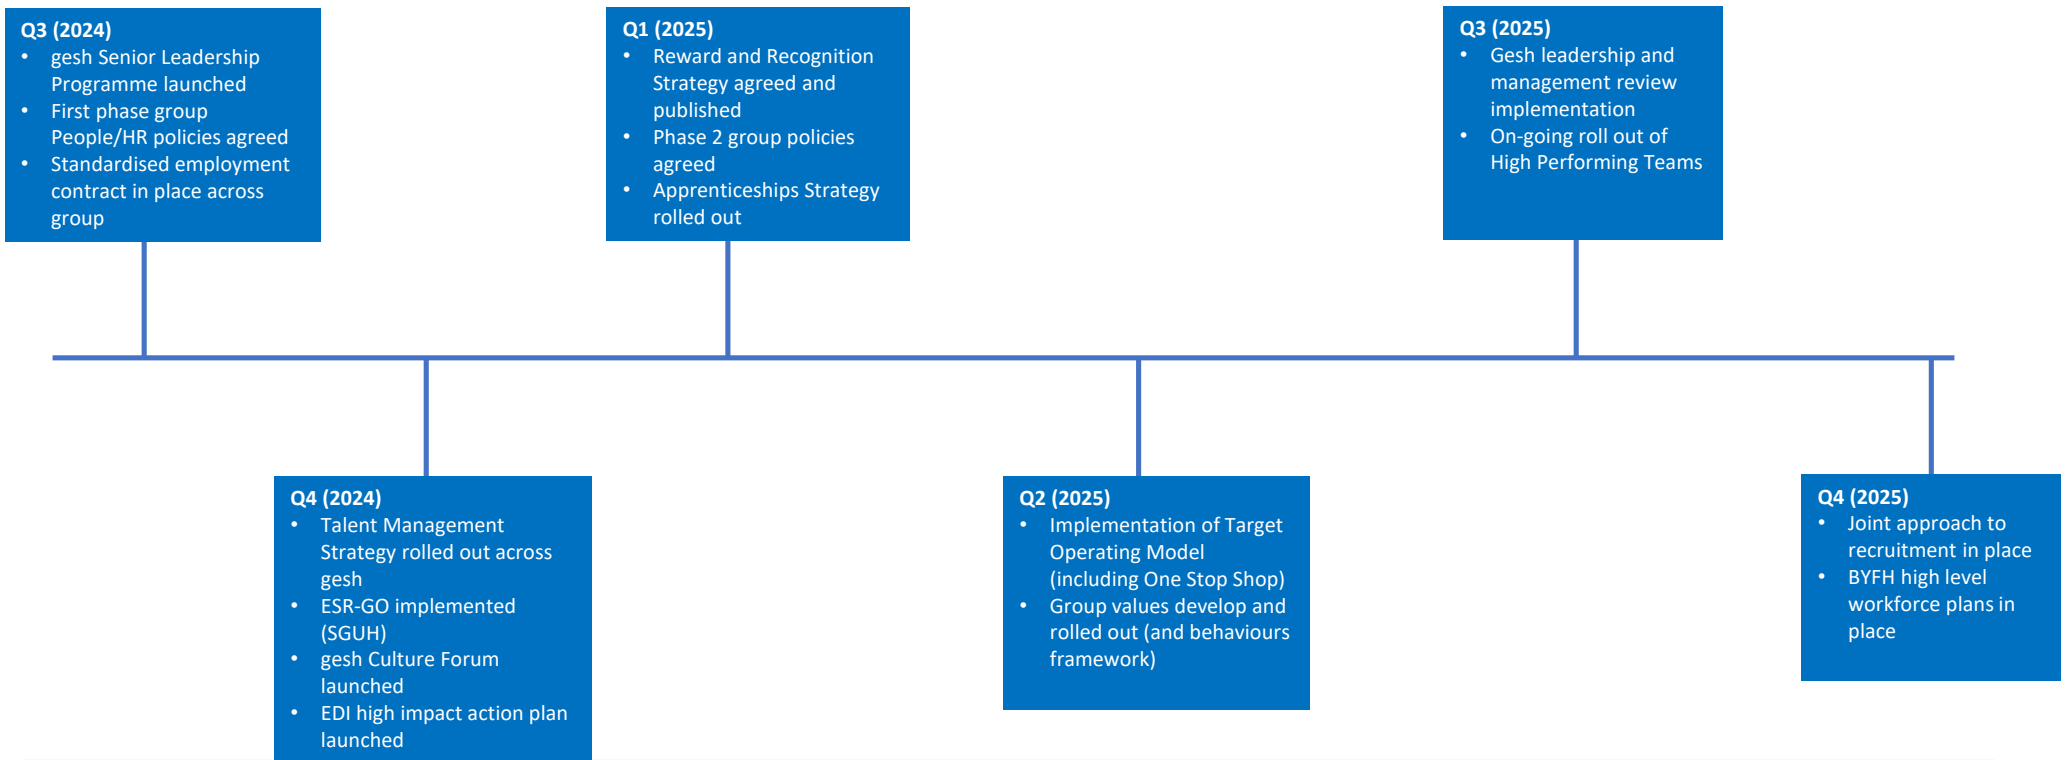 Q3 (2024)
• gesh Senior Leadership
Programme launched
• First phase group
People/HR policies agreed
• Standardised employment
contract in place across
group
Q1 (2025)
• Reward and Recognition
Strategy agreed and
published
• Phase 2 group policies
agreed
• Apprenticeships Strategy
rolled out
Q3 (2025)
• Gesh leadership and
management review
implementation
• On-going roll out of
High Performing Teams
Q4 (2024)
• Talent Management
Strategy rolled out across
gesh
• ESR-GO implemented
(SGUH)
• gesh Culture Forum
launched
• EDI high impact action plan
launched
Q2 (2025)
• Implementation of Target
Operating Model
(including One Stop Shop)
• Group values develop and
rolled out (and behaviours
framework)
Q4 (2025)
• Joint approach to
recruitment in place
• BYFH high level
workforce plans in
place